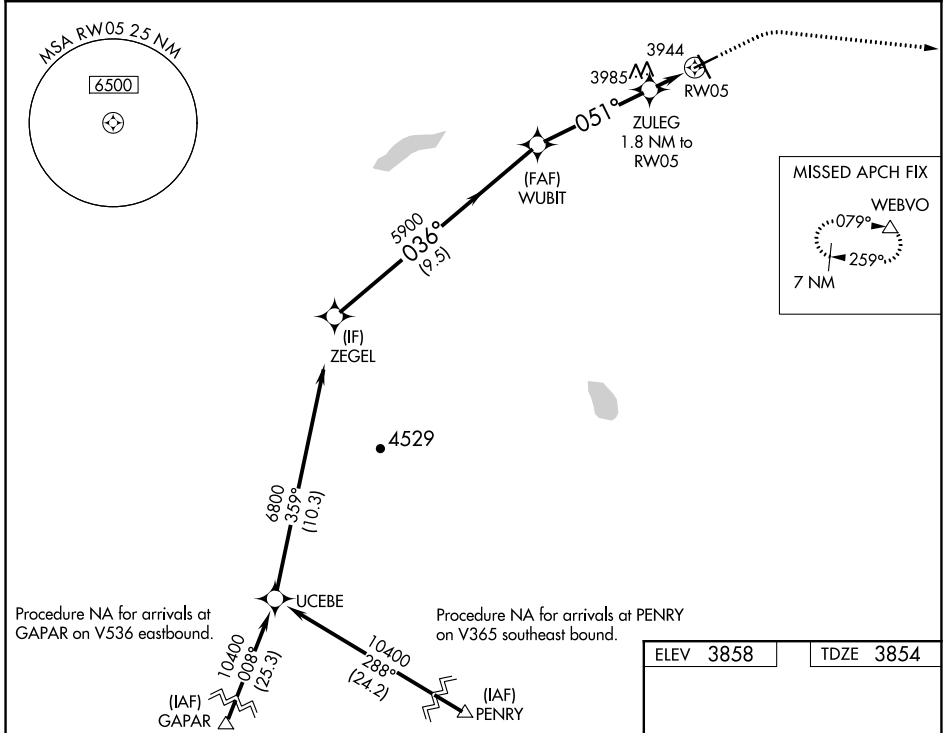 MSA RW05 25 NM
6500
3944
3985
RW05
051°
ZULEG
1.8 NM to
RW05
(FAF)
WUBIT
MISSED APCH FIX
WEBVO
079°
259°
7 NM
5900
036°
(9.5)
(IF)
ZEGEL
4529
6800
359°
(10.3)
UCEBE
Procedure NA for arrivals at
GAPAR on V536 eastbound.
Procedure NA for arrivals at PENRY
on V365 southeast bound.
10400
008°
(25.3)
10400
288°
(24.2)
(IAF)
GAPAR
(IAF)
PENRY
ELEV 3858
TDZE 3854